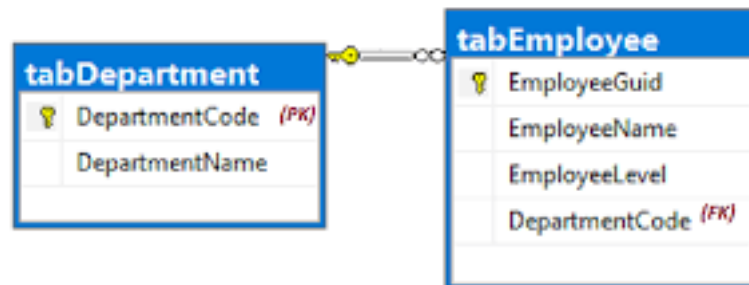 tabDepartment
DepartmentCode (PK)
DepartmentName
tabEmployee
EmployeeGuid
EmployeeName
EmployeeLevel
DepartmentCode (FK)